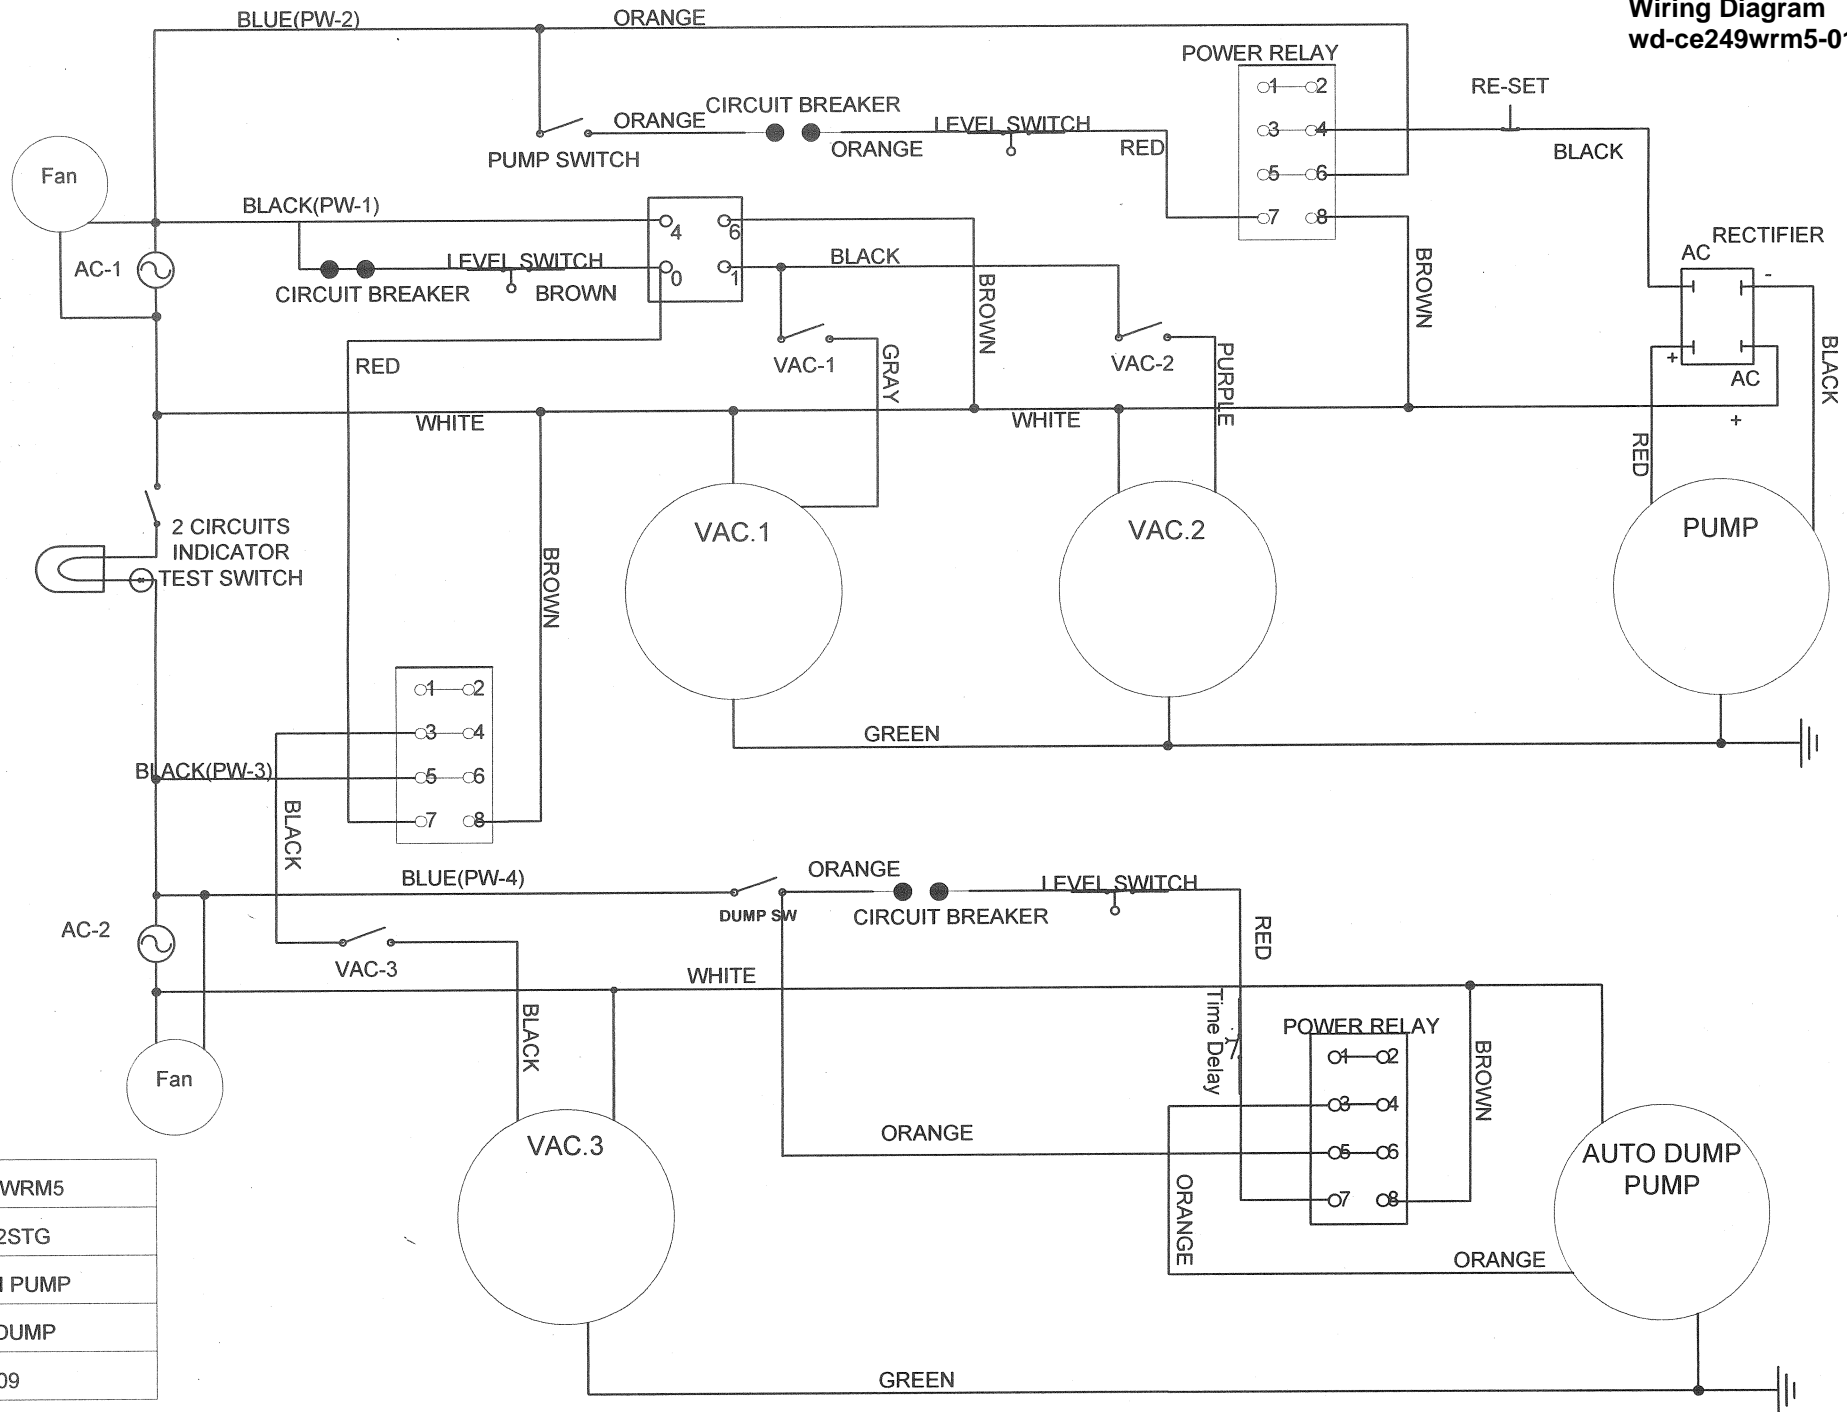 Wiring Diagram
wd-ce249wrm5-01
BLUE(PW-2)
ORANGE
POWER RELAY
1 2
3 4
5 6
7 8
RE-SET
BLACK
CIRCUIT BREAKER
ORANGE
LEVEL SWITCH
PUMP SWITCH
ORANGE
RED
Fan
BLACK(PW-1)
4 6
0 1
AC-1
LEVEL SWITCH
CIRCUIT BREAKER
BROWN
BLACK
BROWN
BROWN
RECTIFIER
AC
-
+
AC
+
BLACK
RED
RED
VAC-1
GRAY
VAC-2
PURPLE
WHITE
WHITE
2 CIRCUITS
INDICATOR
TEST SWITCH
BROWN
VAC.1
VAC.2
PUMP
1 2
3 4
5 6
7 8
GREEN
BLACK(PW-3)
BLACK
BLUE(PW-4)
ORANGE
LEVEL SWITCH
DUMP SW
CIRCUIT BREAKER
RED
AC-2
VAC-3
WHITE
BLACK
Time Delay
POWER RELAY
1 2
3 4
5 6
7 8
BROWN
Fan
VAC.3
ORANGE
ORANGE
ORANGE
AUTO DUMP
PUMP
GREEN
WRM5
2STG
PUMP
DUMP
09